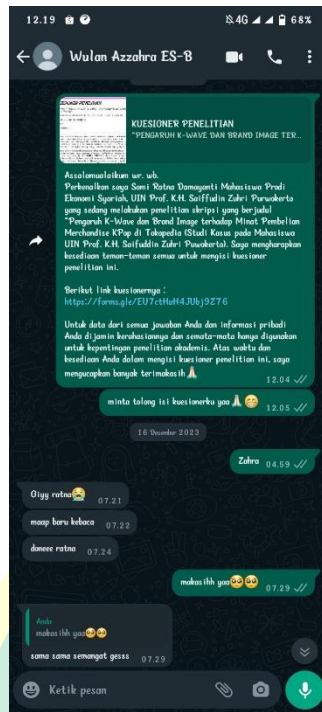 12.19
4G 68%
Wulan Azzahra ES-B
KUESIONER PENELITIAN
"PENGARUH K-WAVE DAN BRAND IMAGE TER...
Assalamualaikum wr. wb.
Perkenalkan saya Somi Ratna Damayanti Mahasiswa Prodi
Ekonomi Syariah, UIN Prof. K.H. Saiffudin Zuhri Purwokerto
yang sedang melakukan penelitian skripsi yang berjudul
"Pengaruh K-Wave dan Brand Image terhadap Minat Pembelian
Merchandise KPop di Tokopedia (Studi Kasus pada Mahasiswa
UIN Prof. K.H. Saifuddin Zuhri Puwokerto). Saya mengharapkan
kesediaan teman-teman semua untuk mengisi kuesioner
penelitian ini.
Berikut link kuesionernya :
https://forms.gle/EU7ctHuH4JUbj9Z76
Untuk data dari semua jawaban Anda dan informasi pribadi
Anda dijamin kerahasiannya dan semata-mata hanya digunakan
untuk kepentingan penelitian akademis. Atas waktu dan
kesediaan Anda dalam mengisi kuesioner penelitian ini, saya
mengucapkan banyak terimakasih🙏
12.04
minta tolong isi kuesionerku yaa🙏😊 12.05
16 Desember 2023
Zahra 04.59
Oiyy ratna😭 07.21
maap baru kebaca 07.22
doneee ratna 07.24
makasihh yaa🥺🥺 07.29
Anda
makasihh yaa🥺🥺
sama sama semangat gesss 07.29
Ketik pesan